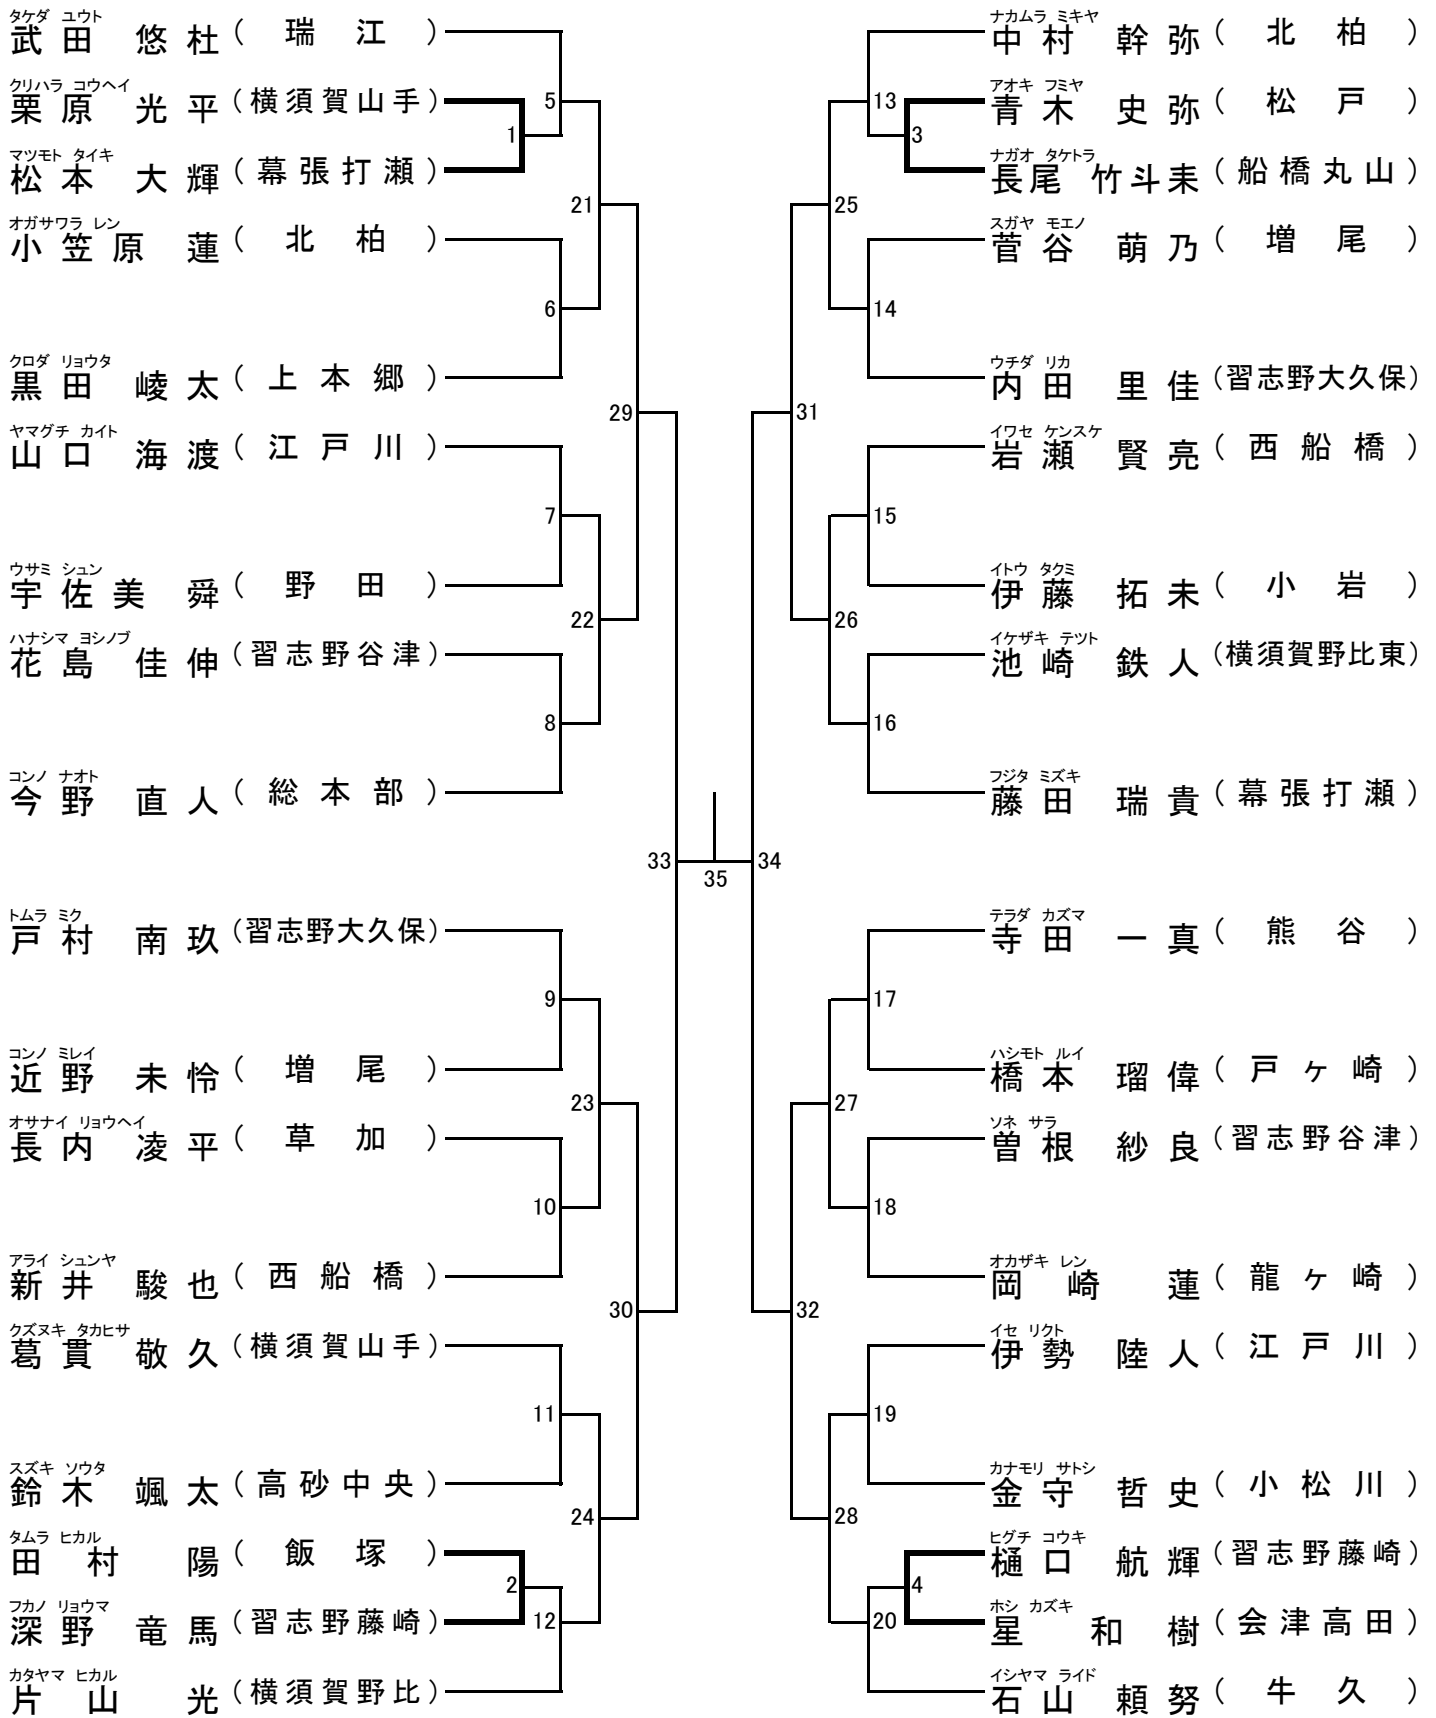 タケダ ユウト
武田 悠杜 ( 瑞江 )
クリハラ コウヘイ
栗原 光平 (横須賀山手)
マツモト タイキ
松本 大輝 (幕張打瀬)
オガサワラ レン
小笠原 蓮 ( 北柏 )
クロダ リョウタ
黒田 崚太 ( 上本郷 )
ヤマグチ カイト
山口 海渡 ( 江戸川 )
ウサミ シュン
宇佐美 舜 ( 野田 )
ハナシマ ヨシノブ
花島 佳伸 (習志野谷津)
コンノ ナオト
今野 直人 ( 総本部 )
トムラ ミク
戸村 南玖 (習志野大久保)
コンノ ミレイ
近野 未怜 ( 増尾 )
オサナイ リョウヘイ
長内 凌平 ( 草加 )
アライ シュンヤ
新井 駿也 ( 西船橋 )
クズヌキ タカヒサ
葛貫 敬久 (横須賀山手)
スズキ ソウタ
鈴木 颯太 (高砂中央)
タムラ ヒカル
田村 陽 ( 飯塚 )
フカノ リョウマ
深野 竜馬 (習志野藤崎)
カタヤマ ヒカル
片山 光 (横須賀野比)
1
5
21
6
29
7
22
8
33
9
23
10
30
11
24
2
12
35
34
13
3
25
14
31
15
26
16
17
27
18
32
19
28
4
20
ナカムラ ミキヤ
中村 幹弥 ( 北柏 )
アオキ フミヤ
青木 史弥 ( 松戸 )
ナガオ タケトラ
長尾 竹斗耒 (船橋丸山)
スガヤ モエノ
菅谷 萌乃 ( 増尾 )
ウチダ リカ
内田 里佳 (習志野大久保)
イワセ ケンスケ
岩瀬 賢亮 ( 西船橋 )
イトウ タクミ
伊藤 拓未 ( 小岩 )
イケザキ テツト
池崎 鉄人 (横須賀野比東)
フジタ ミズキ
藤田 瑞貴 (幕張打瀬)
テラダ カズマ
寺田 一真 ( 熊谷 )
ハシモト ルイ
橋本 瑠偉 ( 戸ヶ崎 )
ソネ サラ
曽根 紗良 (習志野谷津)
オカザキ レン
岡崎 蓮 ( 龍ヶ崎 )
イセ リクト
伊勢 陸人 ( 江戸川 )
カナモリ サトシ
金守 哲史 ( 小松川 )
ヒグチ コウキ
樋口 航輝 (習志野藤崎)
ホシ カズキ
星 和樹 (会津高田)
イシヤマ ライド
石山 頼努 ( 牛久 )